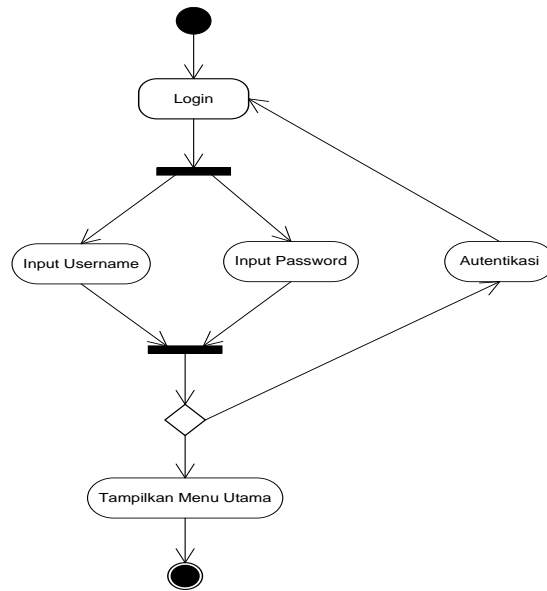 Login
Input Username
Input Password
Autentikasi
Tampilkan Menu Utama